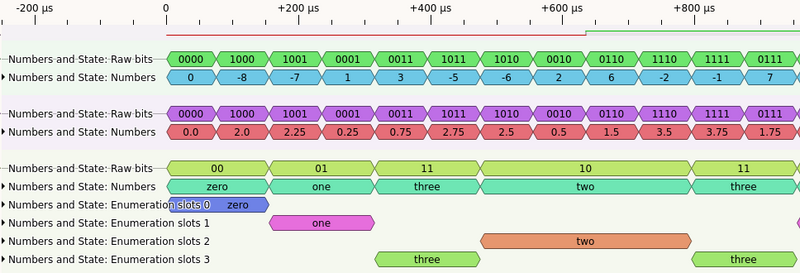 -200 µs 0 +200 µs +400 µs +600 µs +800 µs
Numbers and State: Raw bits 0000 1000 1001 0001 0011 1011 1010 0010 0110 1110 1111 0111
Numbers and State: Numbers 0 -8 -7 1 3 -5 -6 2 6 -2 -1 7
Numbers and State: Raw bits 0000 1000 1001 0001 0011 1011 1010 0010 0110 1110 1111 0111
Numbers and State: Numbers 0.0 2.0 2.25 0.25 0.75 2.75 2.5 0.5 1.5 3.5 3.75 1.75
Numbers and State: Raw bits 00 01 11 10 11
Numbers and State: Numbers zero one three two three
Numbers and State: Enumeration slots 0 zero
Numbers and State: Enumeration slots 1 one
Numbers and State: Enumeration slots 2 two
Numbers and State: Enumeration slots 3 three three